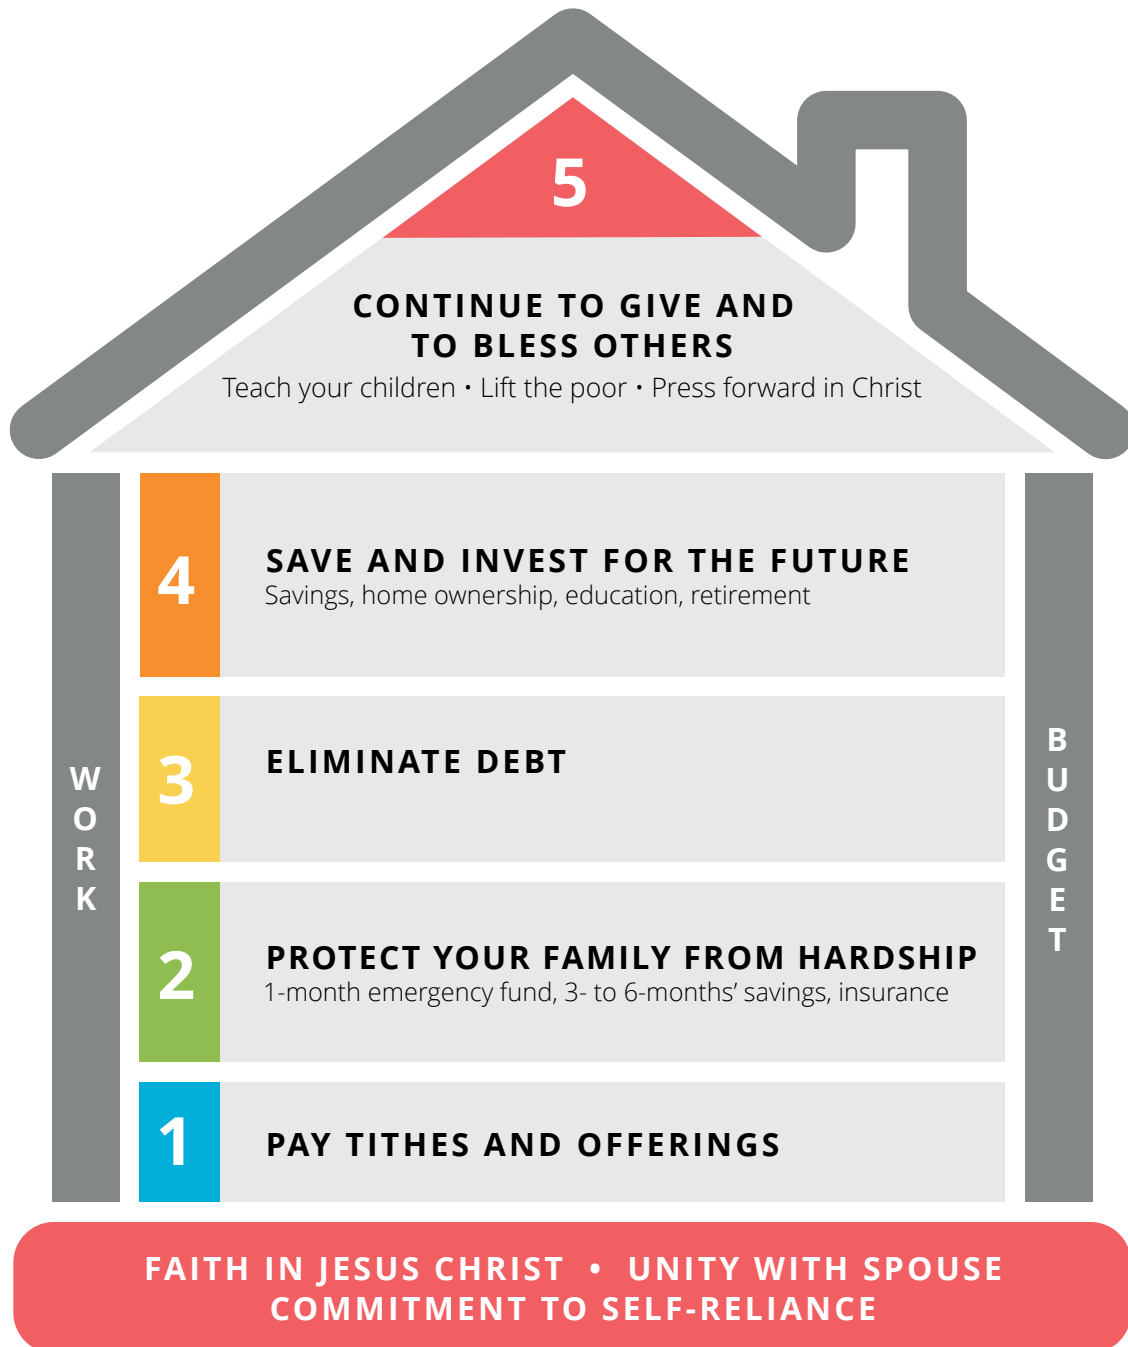 5
CONTINUE TO GIVE AND
TO BLESS OTHERS
Teach your children • Lift the poor • Press forward in Christ
4
SAVE AND INVEST FOR THE FUTURE
Savings, home ownership, education, retirement
3
ELIMINATE DEBT
2
PROTECT YOUR FAMILY FROM HARDSHIP
1-month emergency fund, 3- to 6-months’ savings, insurance
1
PAY TITHES AND OFFERINGS
WORK
BUDGET
FAITH IN JESUS CHRIST • UNITY WITH SPOUSE
COMMITMENT TO SELF-RELIANCE